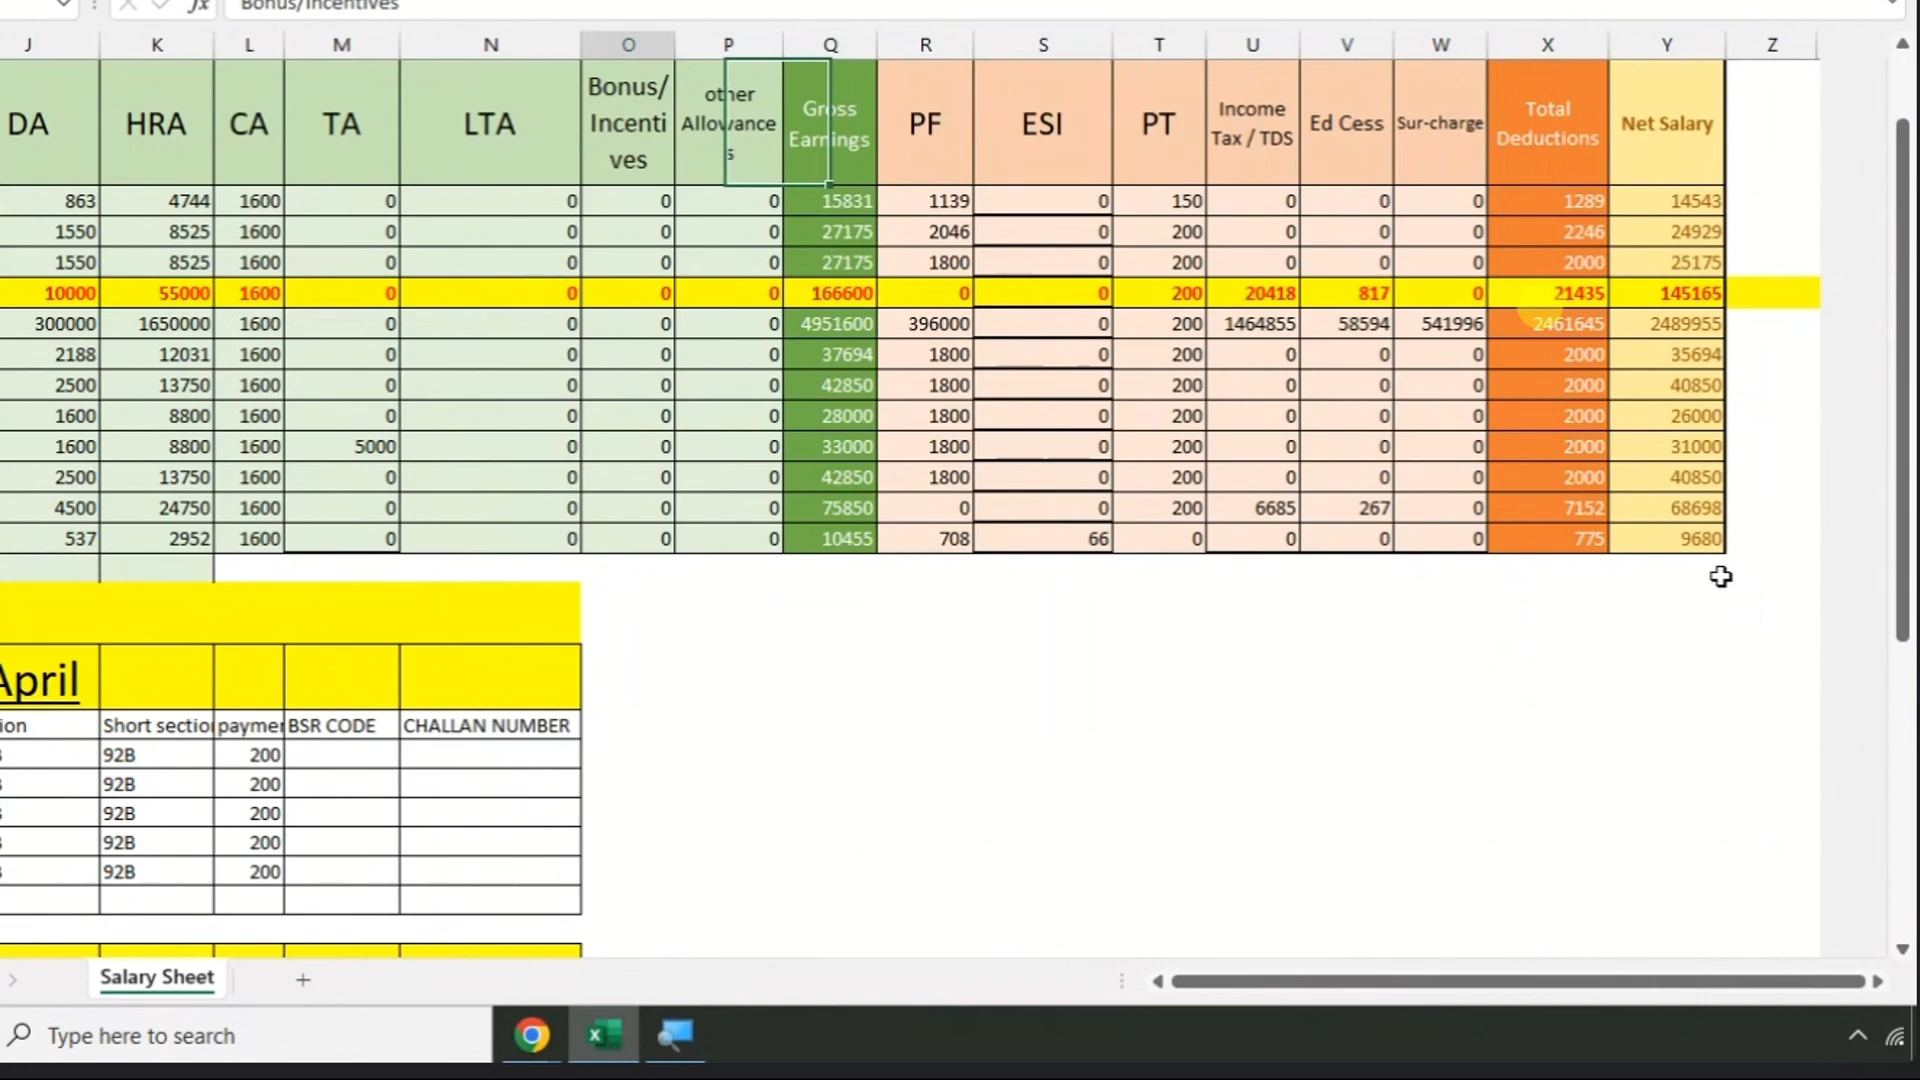 fx Bonus/Incentives
J K L M N O P Q R S T U V W X Y Z
DA HRA CA TA LTA Bonus/ Incenti ves other Allowance s Gross Earnings PF ESI PT Income Tax / TDS Ed Cess Sur-charge Total Deductions Net Salary
863 4744 1600 0 0 0 0 15831 1139 0 150 0 0 0 1289 14543
1550 8525 1600 0 0 0 0 27175 2046 0 200 0 0 0 2246 24929
1550 8525 1600 0 0 0 0 27175 1800 0 200 0 0 0 2000 25175
10000 55000 1600 0 0 0 0 166600 0 0 200 20418 817 0 21435 145165
300000 1650000 1600 0 0 0 0 4951600 396000 0 200 1464855 58594 541996 2461645 2489955
2188 12031 1600 0 0 0 0 37694 1800 0 200 0 0 0 2000 35694
2500 13750 1600 0 0 0 0 42850 1800 0 200 0 0 0 2000 40850
1600 8800 1600 0 0 0 0 28000 1800 0 200 0 0 0 2000 26000
1600 8800 1600 5000 0 0 0 33000 1800 0 200 0 0 0 2000 31000
2500 13750 1600 0 0 0 0 42850 1800 0 200 0 0 0 2000 40850
4500 24750 1600 0 0 0 0 75850 0 0 200 6685 267 0 7152 68698
537 2952 1600 0 0 0 0 10455 708 66 0 0 0 0 775 9680
April
ion Short section paymer BSR CODE CHALLAN NUMBER
92B 200
92B 200
92B 200
92B 200
92B 200
Salary Sheet +
Type here to search